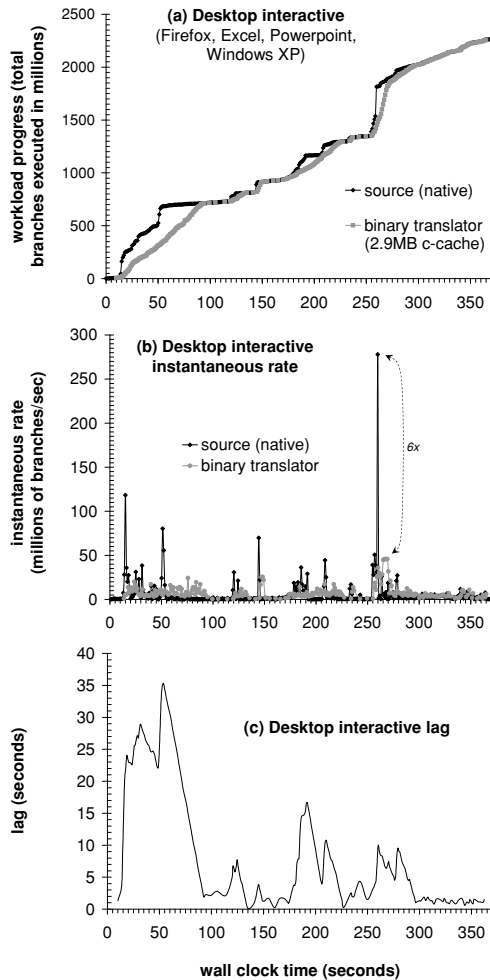 (a) Desktop interactive
(Firefox, Excel, Powerpoint,
Windows XP)
workload progress (total
branches executed in millions)
2500
2000
1500
1000
500
0
source (native)
binary translator
(2.9MB c-cache)
0 50 100 150 200 250 300 350
(b) Desktop interactive
instantaneous rate
instantaneous rate
(millions of branches/sec)
300
250
200
150
100
50
0
source (native)
binary translator
6x
0 50 100 150 200 250 300 350
(c) Desktop interactive lag
lag (seconds)
40
35
30
25
20
15
10
5
0
0 50 100 150 200 250 300 350
wall clock time (seconds)